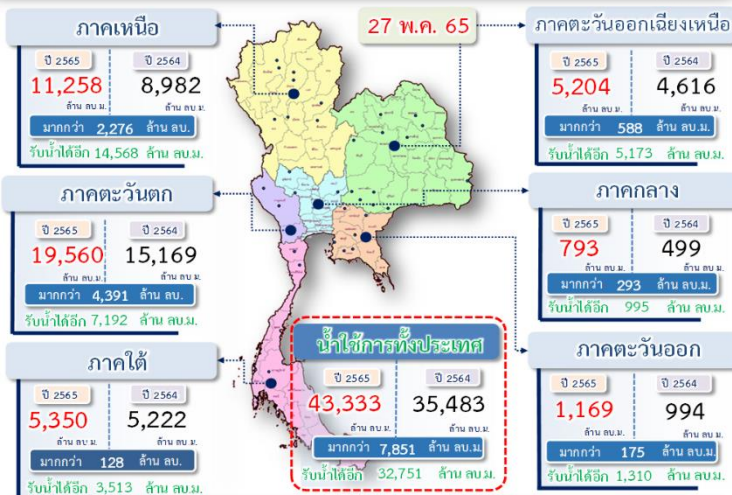 27 พ.ค. 65
ภาคเหนือ
ปี 2565 ปี 2564
11,258 8,982
ล้าน ลบ.ม. ล้าน ลบ.ม.
มากกว่า 2,276 ล้าน ลบ.
รับน้ำได้อีก 14,568 ล้าน ลบ.ม.
ภาคตะวันออกเฉียงเหนือ
ปี 2565 ปี 2564
5,204 4,616
ล้าน ลบ.ม. ล้าน ลบ.ม.
มากกว่า 588 ล้าน ลบ.ม.
รับน้ำได้อีก 5,173 ล้าน ลบ.ม.
ภาคตะวันตก
ปี 2565 ปี 2564
19,560 15,169
ล้าน ลบ.ม. ล้าน ลบ.ม.
มากกว่า 4,391 ล้าน ลบ.
รับน้ำได้อีก 7,192 ล้าน ลบ.ม.
ภาคกลาง
ปี 2565 ปี 2564
793 499
ล้าน ลบ.ม. ล้าน ลบ.ม.
มากกว่า 293 ล้าน ลบ.ม.
รับน้ำได้อีก 995 ล้าน ลบ.ม.
ภาคใต้
ปี 2565 ปี 2564
5,350 5,222
ล้าน ลบ.ม. ล้าน ลบ.ม.
มากกว่า 128 ล้าน ลบ.
รับน้ำได้อีก 3,513 ล้าน ลบ.ม.
น้ำใช้การทั้งประเทศ
ปี 2565 ปี 2564
43,333 35,483
ล้าน ลบ.ม. ล้าน ลบ.ม.
มากกว่า 7,851 ล้าน ลบ.ม.
รับน้ำได้อีก 32,751 ล้าน ลบ.ม.
ภาคตะวันออก
ปี 2565 ปี 2564
1,169 994
ล้าน ลบ.ม. ล้าน ลบ.ม.
มากกว่า 175 ล้าน ลบ.ม.
รับน้ำได้อีก 1,310 ล้าน ลบ.ม.